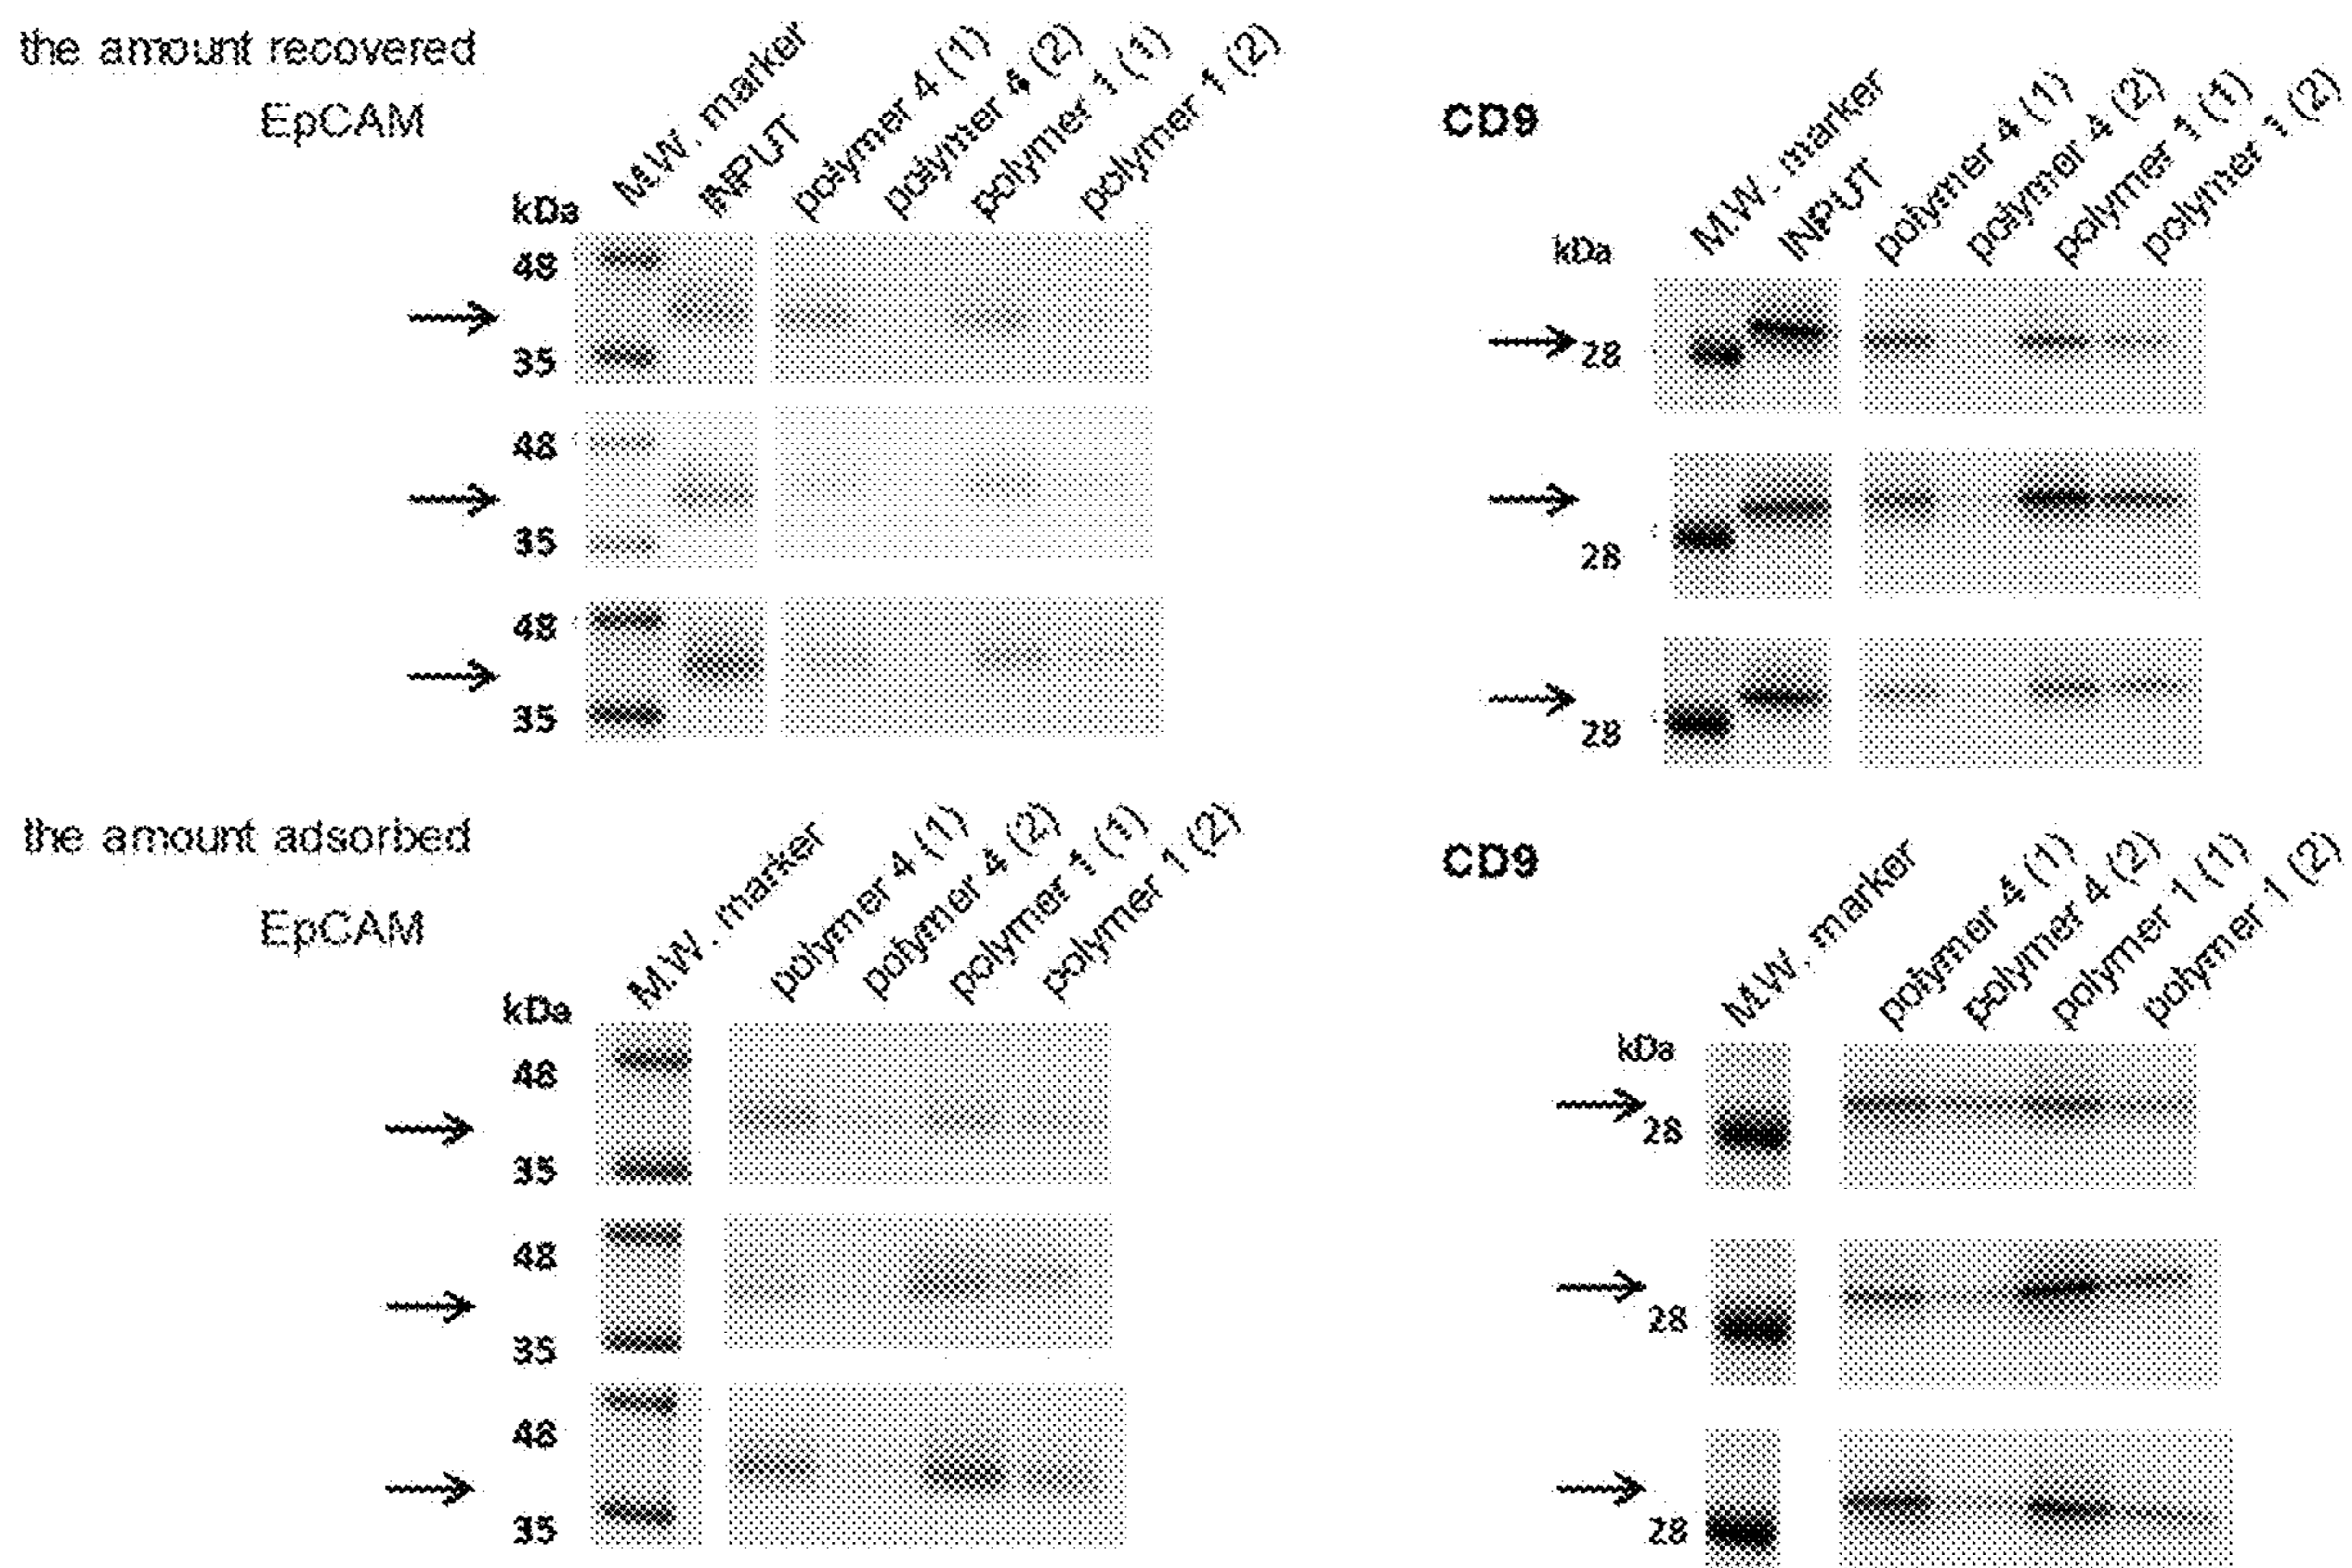 the amount recovered
EpCAM
kDa
M.W. marker
INPUT
polymer 4 (1)
polymer 4 (2)
polymer 1 (1)
polymer 1 (2)
48
35
48
35
48
35
CD9
kDa
M.W. marker
INPUT
polymer 4 (1)
polymer 4 (2)
polymer 1 (1)
polymer 1 (2)
28
28
28
the amount adsorbed
EpCAM
kDa
M.W. marker
polymer 4 (1)
polymer 4 (2)
polymer 1 (1)
polymer 1 (2)
48
35
48
35
48
35
CD9
kDa
M.W. marker
polymer 4 (1)
polymer 4 (2)
polymer 1 (1)
polymer 1 (2)
28
28
28